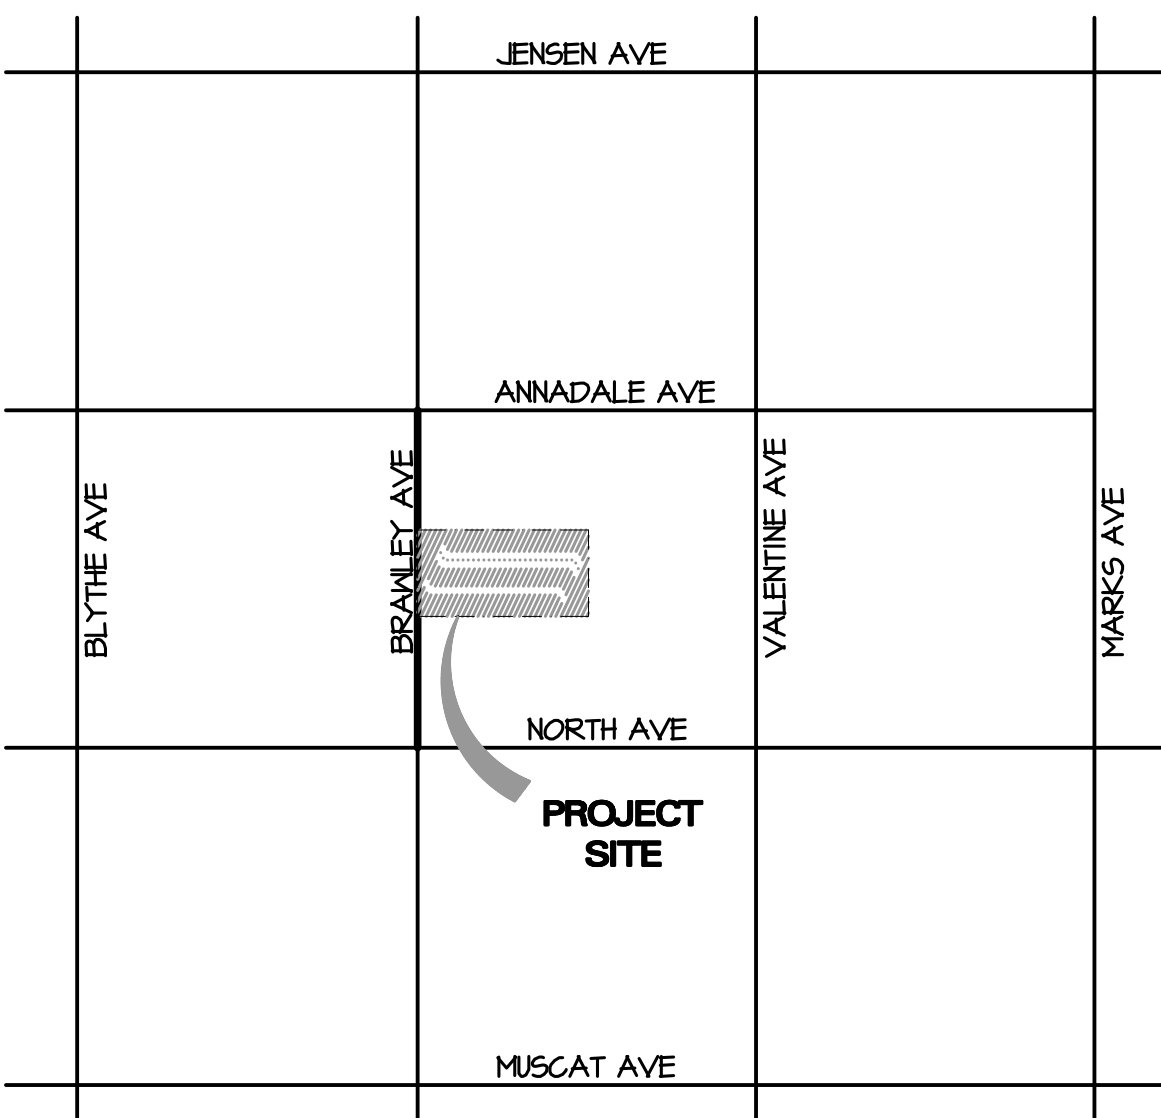 JENSEN AVE
ANNADALE AVE
BLYTHE AVE
BRAWLEY AVE
VALENTINE AVE
MARKS AVE
NORTH AVE
PROJECT
SITE
MUSCAT AVE